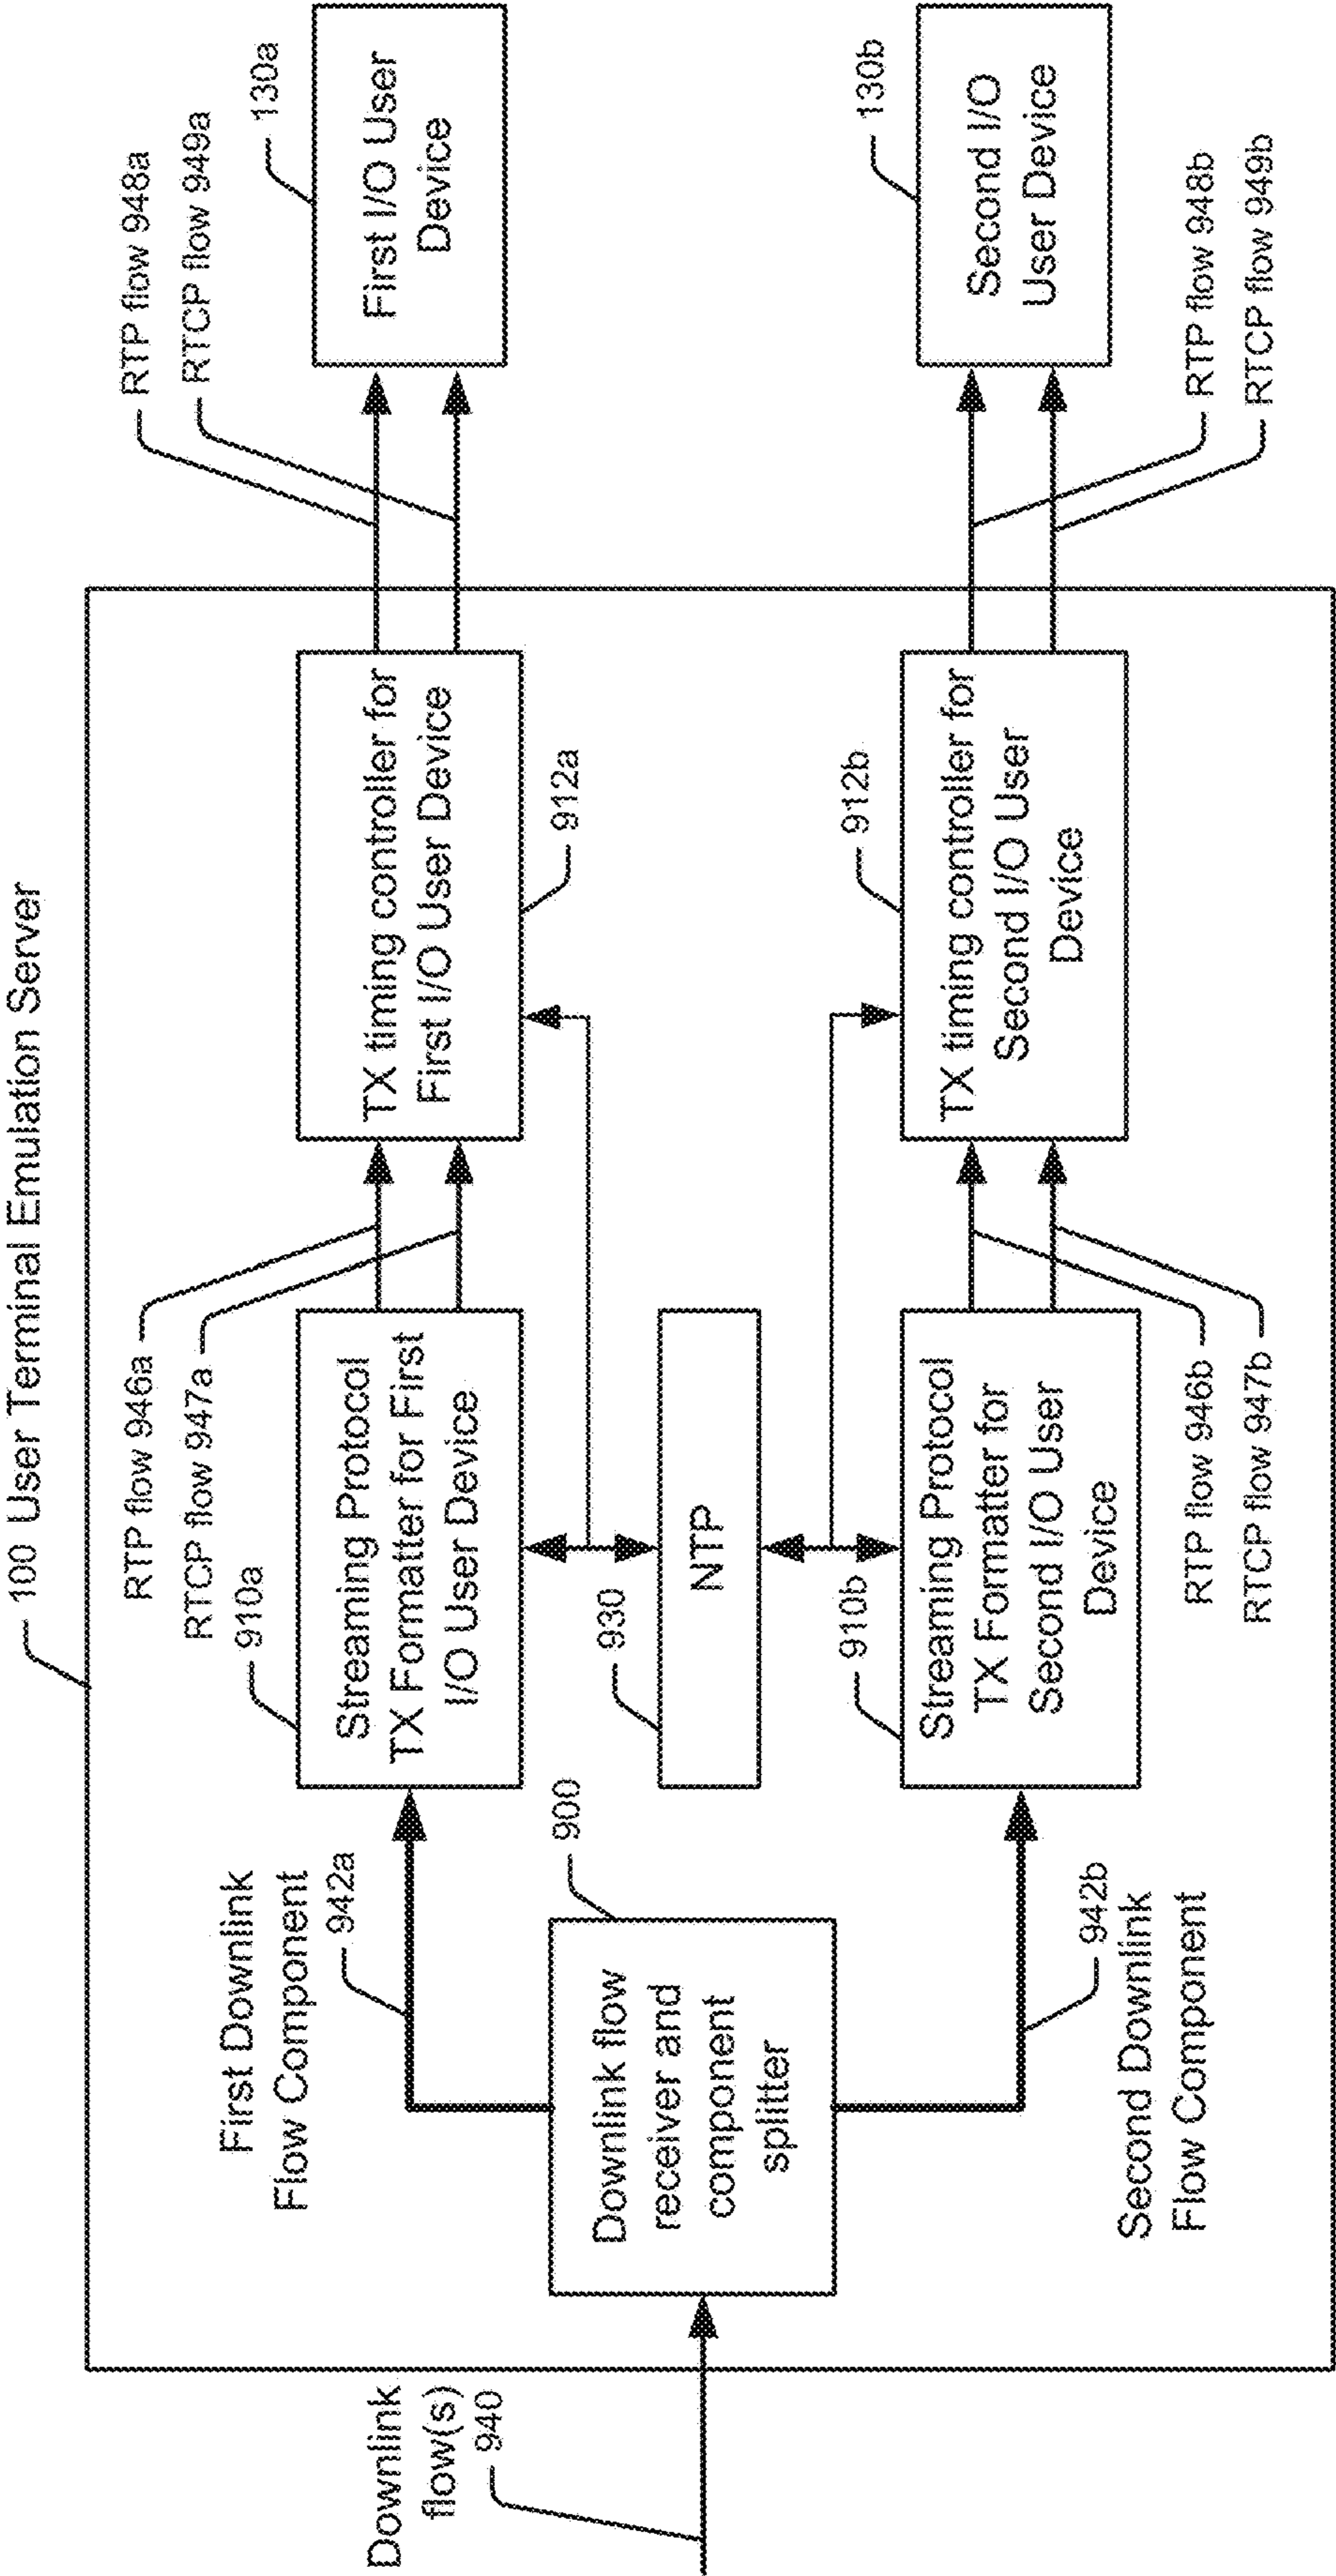 100 User Terminal Emulation Server
Downlink
flow(s)
940
First Downlink
Flow Component
942a
Downlink flow
receiver and
component
splitter
900
Second Downlink
Flow Component
942b
910a
Streaming Protocol
TX Formatter for First
I/O User Device
930
NTP
910b
Streaming Protocol
TX Formatter for
Second I/O User
Device
RTP flow 946a
RTCP flow 947a
RTP flow 946b
RTCP flow 947b
TX timing controller for
First I/O User Device
912a
912b
TX timing controller for
Second I/O User
Device
RTP flow 948a
RTCP flow 949a
130a
First I/O User
Device
130b
Second I/O
User Device
RTP flow 948b
RTCP flow 949b